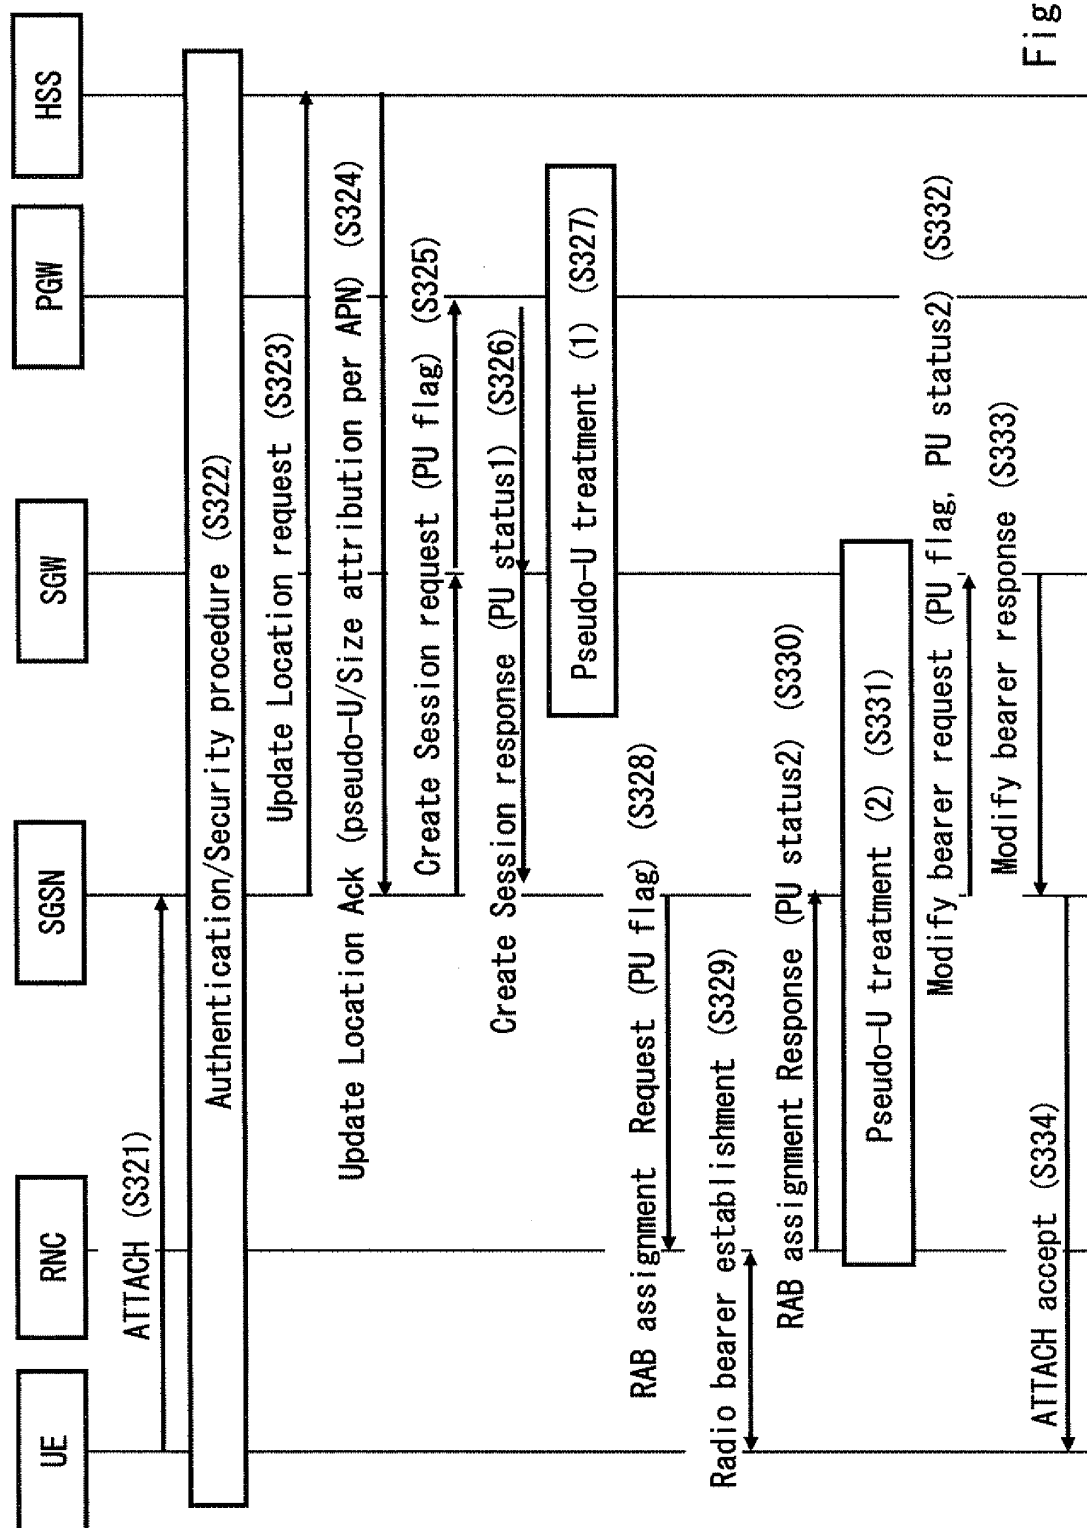 UE
RNC
SGSN
SGW
PGW
HSS
ATTACH (S321)
Authentication/Security procedure (S322)
Update Location request (S323)
Update Location Ack (pseudo-U/Size attribution per APN) (S324)
Create Session request (PU flag) (S325)
Create Session response (PU status1) (S326)
Pseudo-U treatment (1) (S327)
RAB assignment Request (PU flag) (S328)
Radio bearer establishment (S329)
RAB assignment Response (PU status2) (S330)
Pseudo-U treatment (2) (S331)
Modify bearer request (PU flag, PU status2) (S332)
Modify bearer response (S333)
ATTACH accept (S334)
Fig